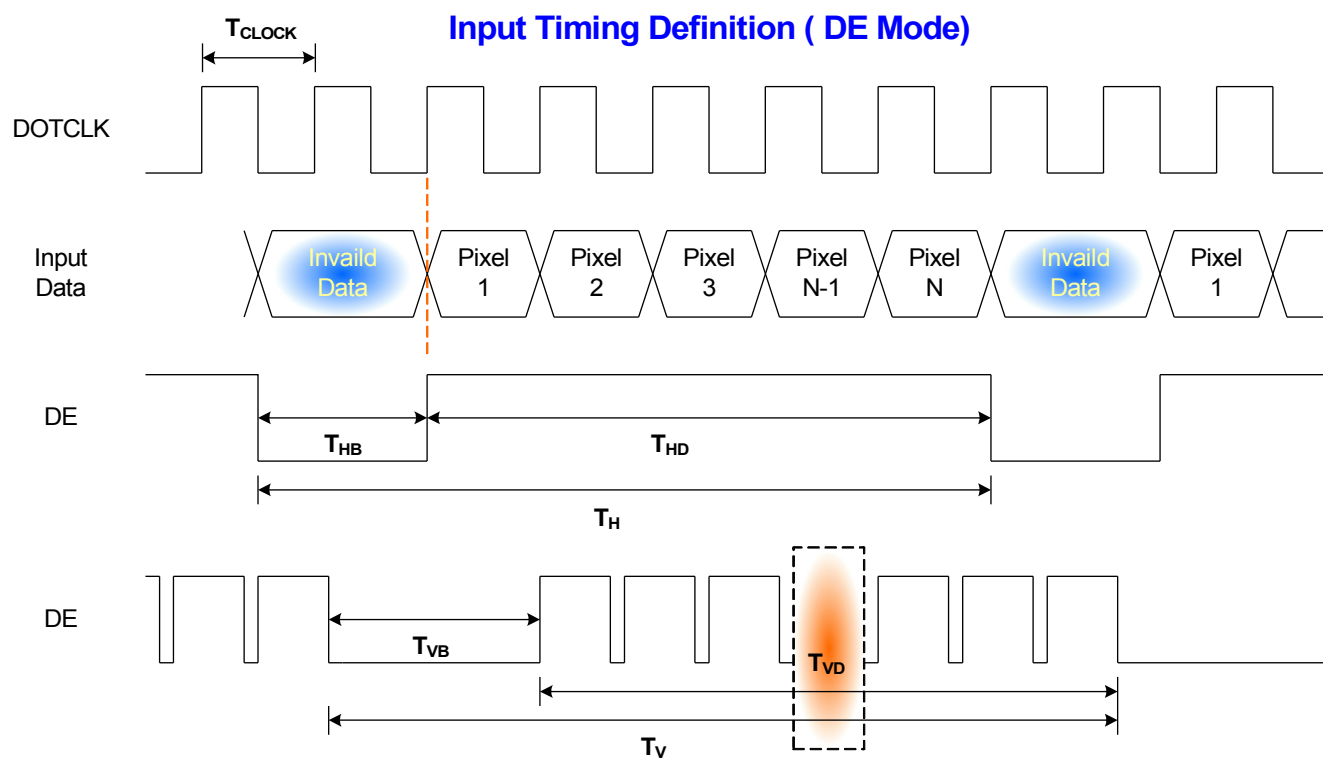 Input Timing Definition ( DE Mode)
TCLOCK
DOTCLK
Input
Data
Invaild
Data
Pixel
1
Pixel
2
Pixel
3
Pixel
N-1
Pixel
N
Invaild
Data
Pixel
1
DE
THB
THD
TH
DE
TVB
TVD
TV